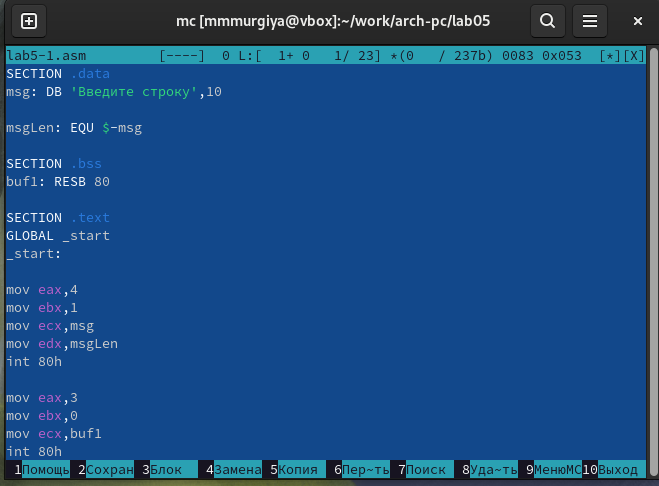 mc [mmmurgiya@vbox]:~/work/arch-pc/lab05
lab5-1.asm [----] 0 L:[ 1+ 0 1/ 23] *(0 / 237b) 0083 0x053 [*][X]
SECTION .data
msg: DB 'Введите строку',10
msgLen: EQU $-msg
SECTION .bss
buf1: RESB 80
SECTION .text
GLOBAL _start
_start:
mov eax,4
mov ebx,1
mov ecx,msg
mov edx,msgLen
int 80h
mov eax,3
mov ebx,0
mov ecx,buf1
int 80h
1Помощь 2Сохран 3Блок 4Замена 5Копия 6Пер~ть 7Поиск 8Уда~ть 9МенюМС 10Выход